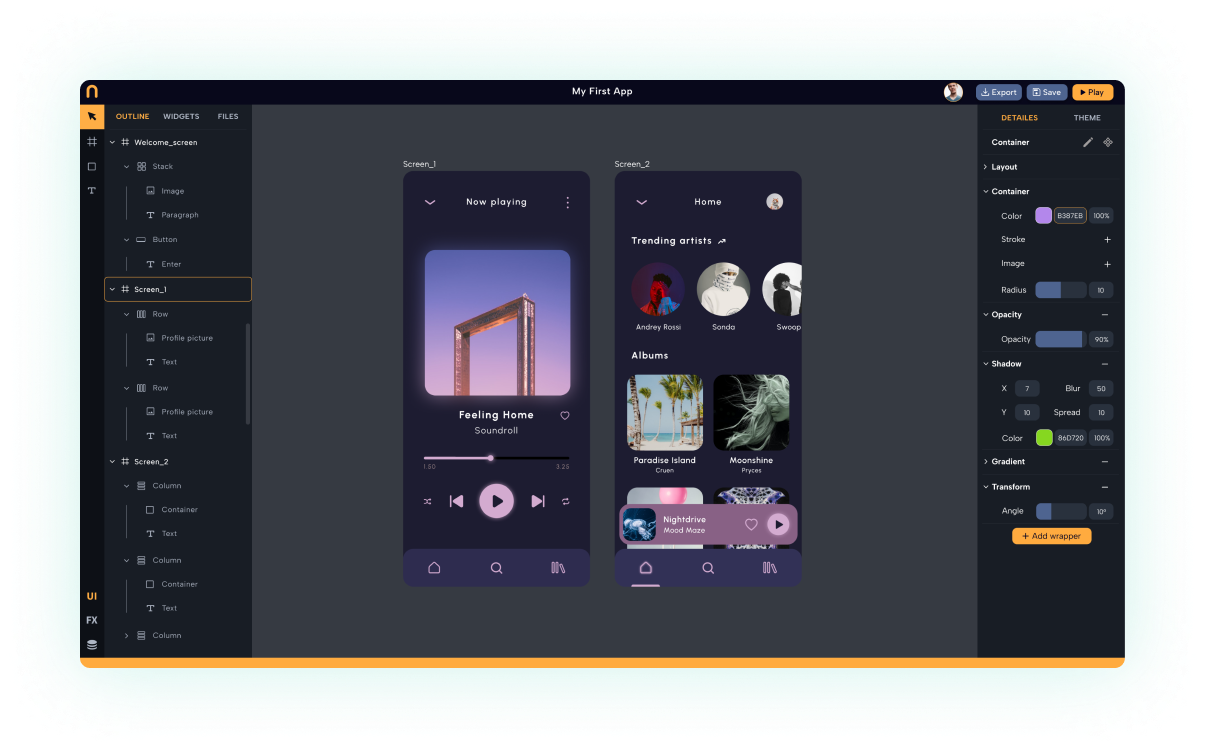 My First App
Export
Save
Play
OUTLINE WIDGETS FILES
Welcome_screen
Stack
Image
Paragraph
Button
Enter
Screen_1
Row
Profile picture
Text
Row
Profile picture
Text
Screen_2
Column
Container
Text
Column
Container
Text
Column
UI
FX
Screen_1
Now playing
Feeling Home
Soundroll
1.50 3.25
Screen_2
Home
Trending artists
Andrey Rossi Sonda Swoop
Albums
Paradise Island Moonshine
Cruen Pryces
Nightdrive
Mood Maze
DETAILES THEME
Container
Layout
Container
Color B387EB 100%
Stroke +
Image +
Radius 10
Opacity −
Opacity 90%
Shadow −
X 7 Blur 50
Y 10 Spread 10
Color 86D720 100%
Gradient −
Transform −
Angle 10°
+ Add wrapper